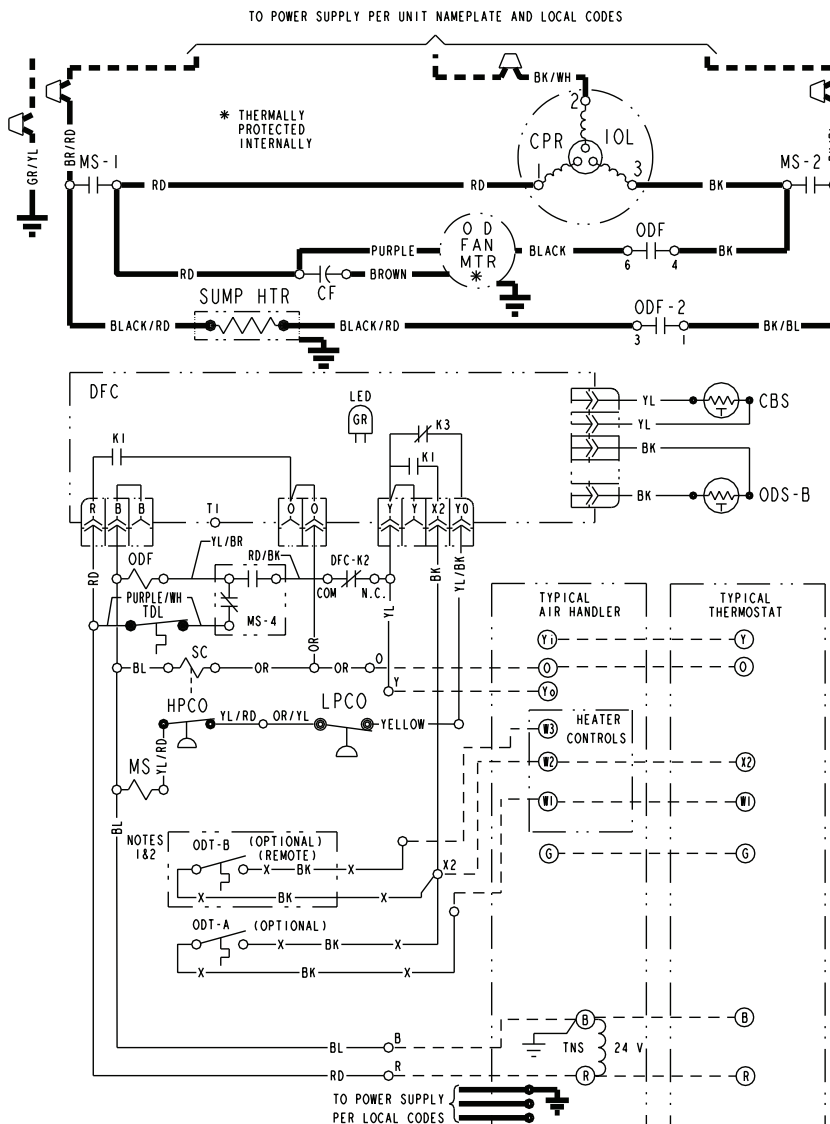 TO POWER SUPPLY PER UNIT NAMEPLATE AND LOCAL CODES
BK/WH
* THERMALLY
PROTECTED
INTERNALLY
GR/YL
BR/RD
2
CPR
IOL
1
3
MS-1
MS-2
RD
RD
BK
PURPLE
O D
FAN
MTR
*
BLACK
ODF
6
4
BK
RD
CF
BROWN
SUMP HTR
ODF-2
BLACK/RD
BLACK/RD
3
1
BK/BL
DFC
LED
GR
K3
K1
K1
YL
CBS
YL
BK
BK
ODS-B
R
B
B
T1
O
O
Y
Y
X2
YO
YL/BR
ODF
RD/BK
DFC-K2
COM
N.C.
RD
BK
YL/BK
YL
PURPLE/WH
TDL
MS-4
OR
TYPICAL
AIR HANDLER
TYPICAL
THERMOSTAT
Yi
Y
BL
SC
OR
OR
O
O
O
Y
Yo
HPCO
LPCO
YL/RD
OR/YL
YELLOW
W3
HEATER
CONTROLS
MS
YL/RD
W2
X2
W1
W1
BL
NOTES
1&2
ODT-B
(OPTIONAL)
(REMOTE)
X
BK
X
X
BK
X
X2
G
G
ODT-A
(OPTIONAL)
X
BK
X
X
BK
X
B
B
B
BL
TNS
24 V
R
RD
R
R
TO POWER SUPPLY
PER LOCAL CODES